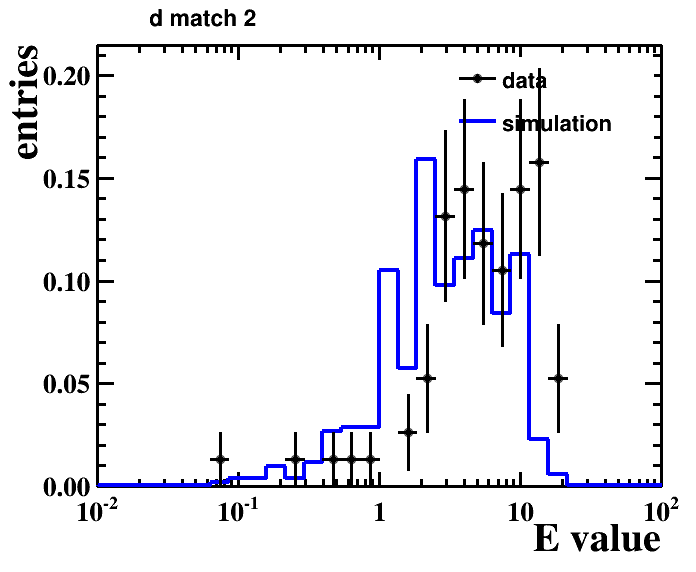 d match 2
entries
data
simulation
0.20
0.15
0.10
0.05
0.00
10⁻² 10⁻¹ 1 10 10²
E value